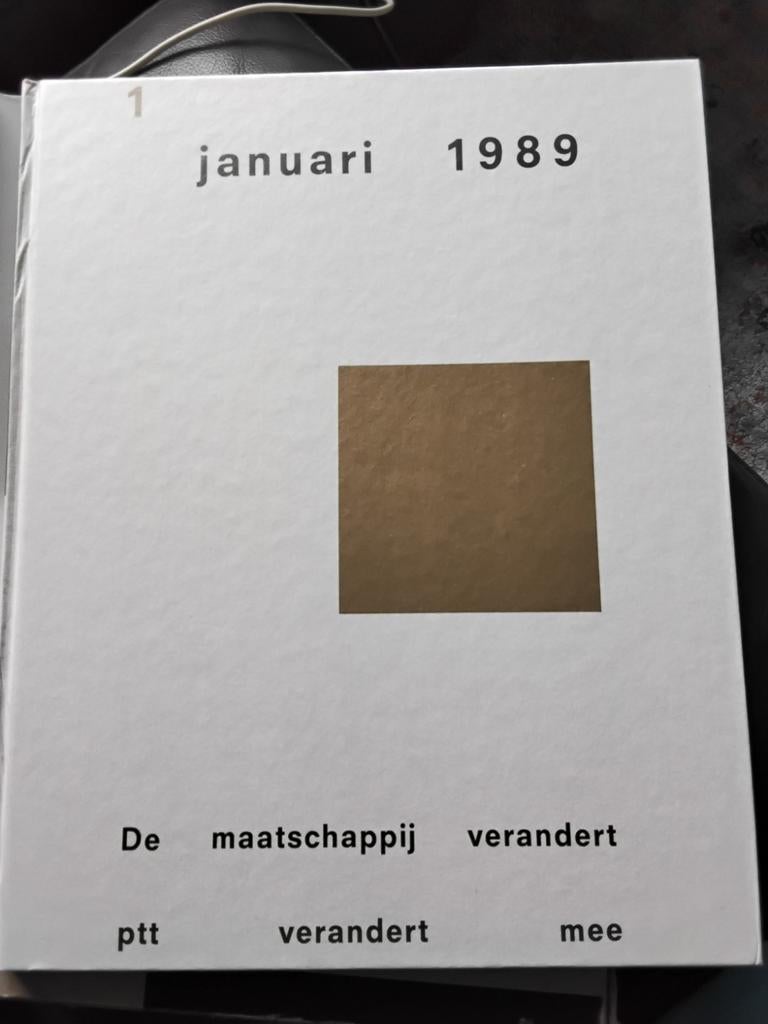 1
januari 1989
De maatschappij verandert
ptt verandert mee